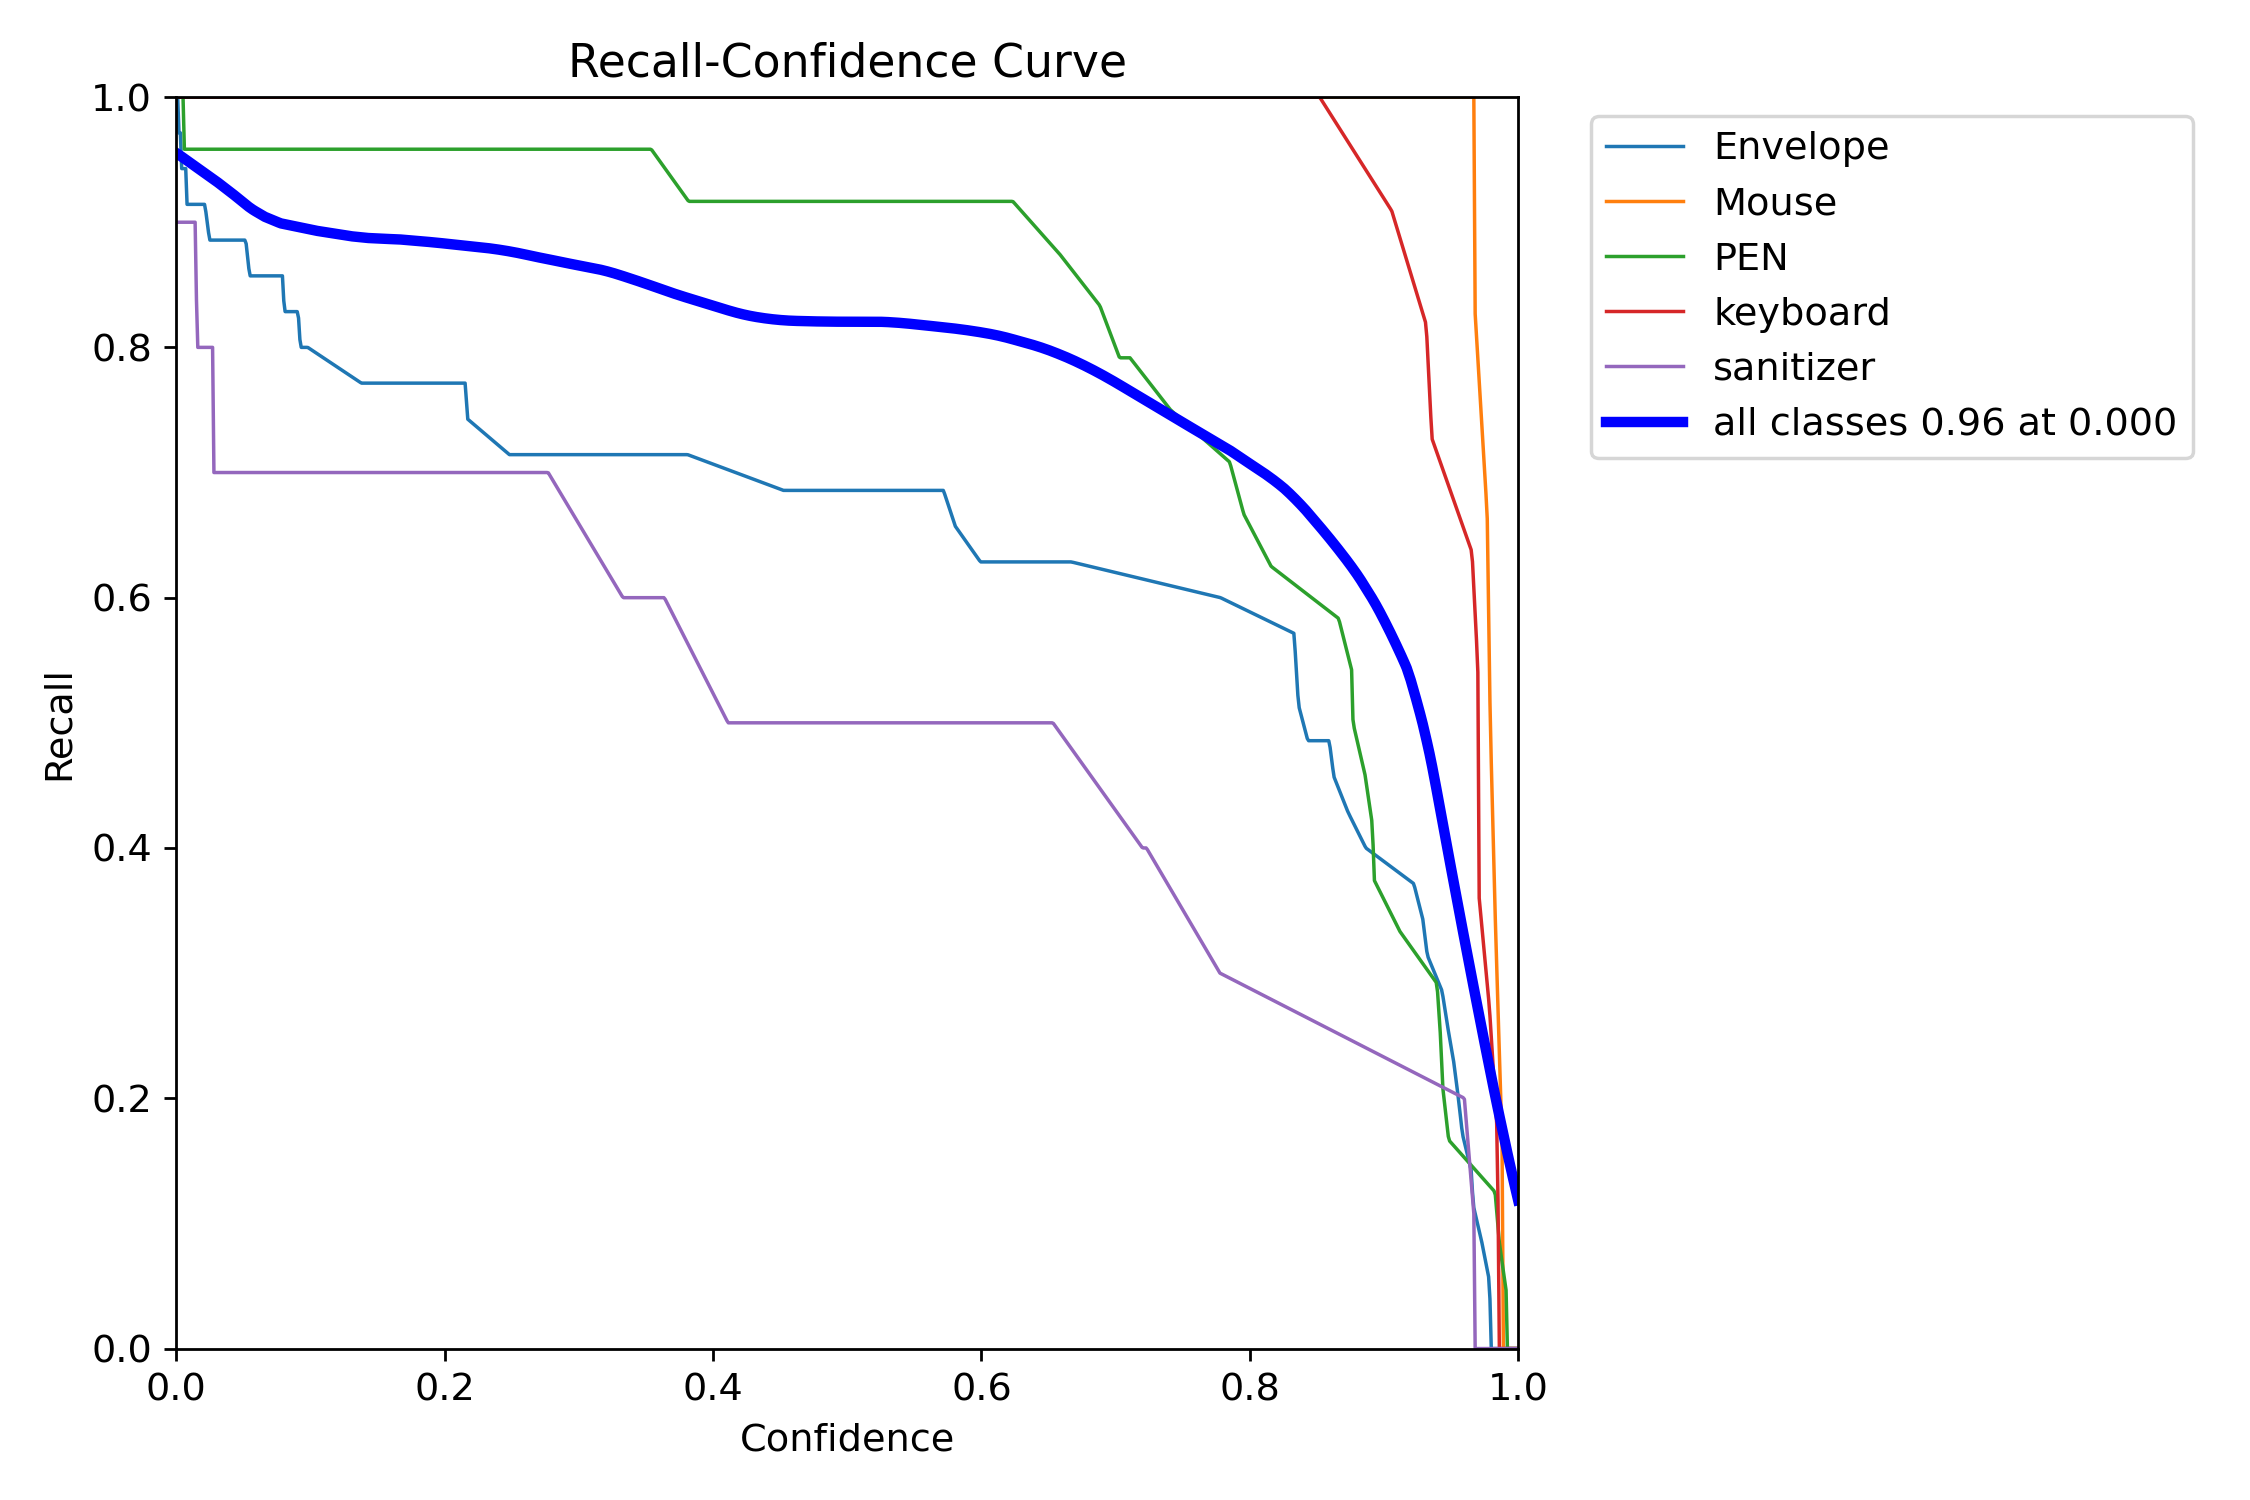 Recall-Confidence Curve
1.0
0.8
0.6
0.4
0.2
0.0
Recall
0.0 0.2 0.4 0.6 0.8 1.0
Confidence
Envelope
Mouse
PEN
keyboard
sanitizer
all classes 0.96 at 0.000